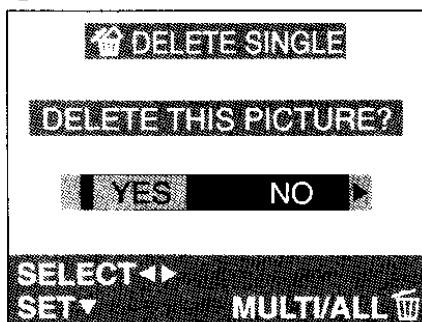 DELETE SINGLE
DELETE THIS PICTURE?
YES NO
SELECT
SET MULTI/ALL